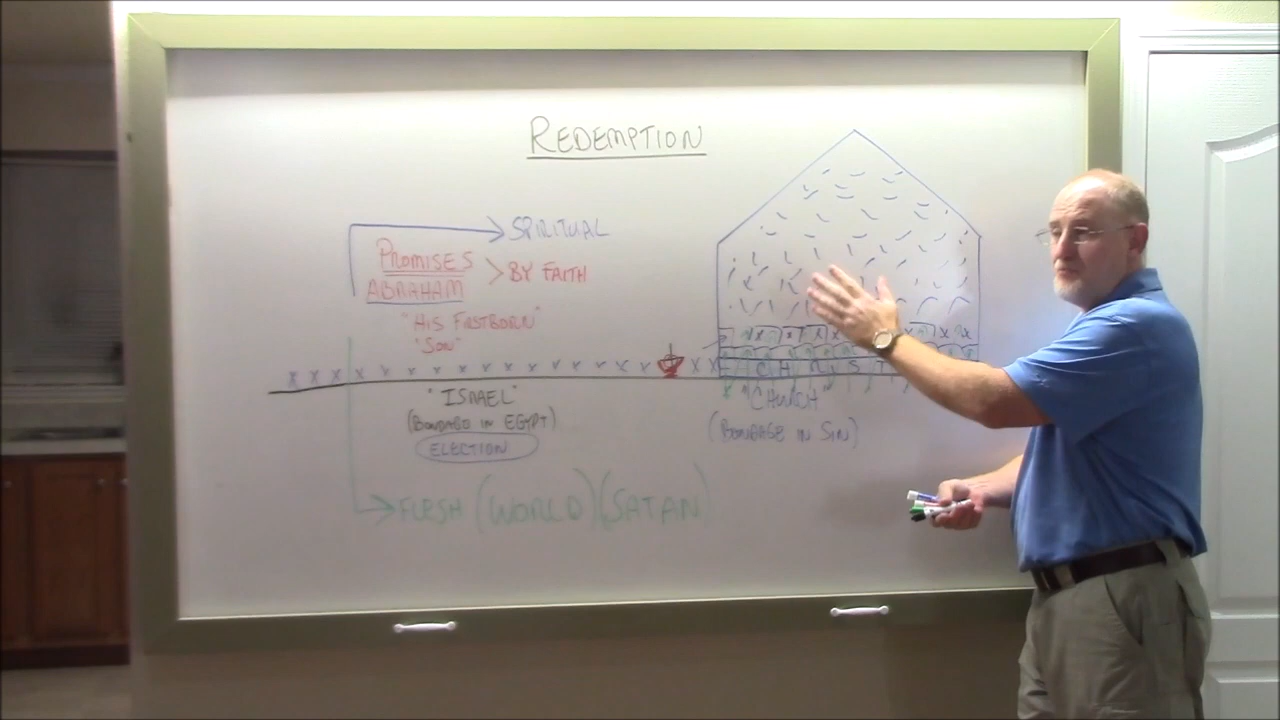 REDEMPTION
SPIRITUAL
PROMISES
ABRAHAM
> BY FAITH
"HIS FIRSTBORN"
"SON"
"ISRAEL"
(BONDAGE IN EGYPT)
ELECTION
FLESH (WORLD) (SATAN)
"CHURCH"
(BONDAGE IN SIN)